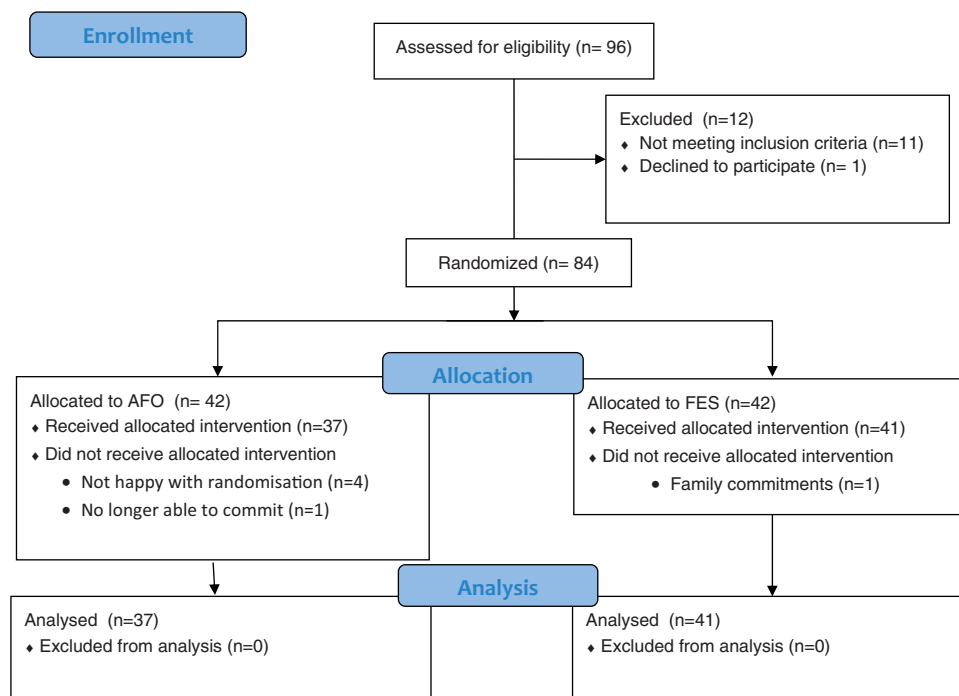 Enrollment
Assessed for eligibility (n= 96)
Excluded (n=12)
♦ Not meeting inclusion criteria (n=11)
♦ Declined to participate (n= 1)
Randomized (n= 84)
Allocation
Allocated to AFO (n= 42)
♦ Received allocated intervention (n=37)
♦ Did not receive allocated intervention
• Not happy with randomisation (n=4)
• No longer able to commit (n=1)
Allocated to FES (n=42)
♦ Received allocated intervention (n=41)
♦ Did not receive allocated intervention
• Family commitments (n=1)
Analysis
Analysed (n=37)
♦ Excluded from analysis (n=0)
Analysed (n=41)
♦ Excluded from analysis (n=0)